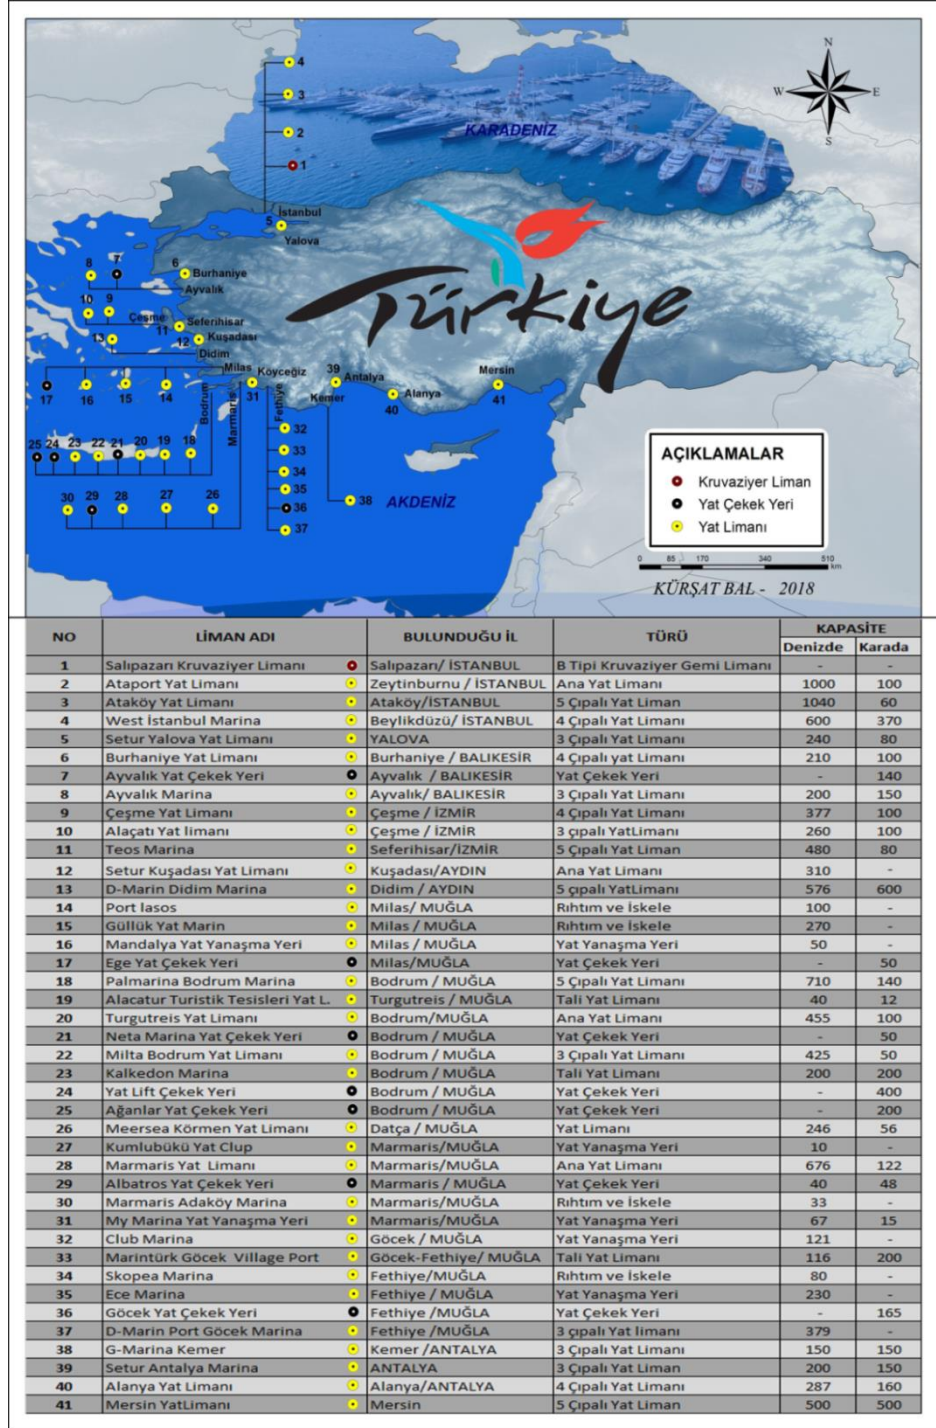 N
W E
S
4
3
KARADENİZ
2
1
İstanbul
5
Yalova
8 7 6
Burhaniye
Ayvalık
10 9
Çeşme
11 Seferihisar
13 12 Kuşadası
Didim
Türkiye
Milas Köyceğiz 39 Antalya Mersin
17 16 15 14 Bodrum Marmaris 31 Fethiye Kemer 40 Alanya 41
32
25 24 23 22 21 20 19 18
33
34
30 29 28 27 26
35
36 38 AKDENİZ
37
AÇIKLAMALAR
Kruvaziyer Liman
Yat Çekek Yeri
Yat Limanı
0 85 170 340 510
km
KÜRŞAT BAL - 2018
NO LİMAN ADI BULUNDUĞU İL TÜRÜ KAPASİTE
Denizde Karada
1 Salıpazarı Kruvaziyer Limanı Salıpazarı/ İSTANBUL B Tipi Kruvaziyer Gemi Limanı - -
2 Ataport Yat Limanı Zeytinburnu / İSTANBUL Ana Yat Limanı 1000 100
3 Ataköy Yat Limanı Ataköy/İSTANBUL 5 Çıpalı Yat Liman 1040 60
4 West İstanbul Marina Beylikdüzü/ İSTANBUL 4 Çıpalı Yat Limanı 600 370
5 Setur Yalova Yat Limanı YALOVA 3 Çıpalı Yat Limanı 240 80
6 Burhaniye Yat Limanı Burhaniye / BALIKESİR 4 Çıpalı yat Limanı 210 100
7 Ayvalık Yat Çekek Yeri Ayvalık / BALIKESİR Yat Çekek Yeri - 140
8 Ayvalık Marina Ayvalık/ BALIKESİR 3 Çıpalı Yat Limanı 200 150
9 Çeşme Yat Limanı Çeşme / İZMİR 4 Çıpalı Yat Limanı 377 100
10 Alaçatı Yat limanı Çeşme / İZMİR 3 çıpalı YatLimanı 260 100
11 Teos Marina Seferihisar/İZMİR 5 Çıpalı Yat Liman 480 80
12 Setur Kuşadası Yat Limanı Kuşadası/AYDIN Ana Yat Limanı 310 -
13 D-Marin Didim Marina Didim / AYDIN 5 çıpalı YatLimanı 576 600
14 Port Iasos Milas/ MUĞLA Rıhtım ve İskele 100 -
15 Güllük Yat Marin Milas / MUĞLA Rıhtım ve İskele 270 -
16 Mandalya Yat Yanaşma Yeri Milas / MUĞLA Yat Yanaşma Yeri 50 -
17 Ege Yat Çekek Yeri Milas/MUĞLA Yat Çekek Yeri - 50
18 Palmarina Bodrum Marina Bodrum / MUĞLA 5 Çıpalı Yat Limanı 710 140
19 Alacatur Turistik Tesisleri Yat L. Turgutreis / MUĞLA Tali Yat Limanı 40 12
20 Turgutreis Yat Limanı Bodrum/MUĞLA Ana Yat Limanı 455 100
21 Neta Marina Yat Çekek Yeri Bodrum / MUĞLA Yat Çekek Yeri - 50
22 Milta Bodrum Yat Limanı Bodrum / MUĞLA 3 Çıpalı Yat Limanı 425 50
23 Kalkedon Marina Bodrum / MUĞLA Tali Yat Limanı 200 200
24 Yat Lift Çekek Yeri Bodrum / MUĞLA Yat Çekek Yeri - 400
25 Ağanlar Yat Çekek Yeri Bodrum / MUĞLA Yat Çekek Yeri - 200
26 Meersea Körmen Yat Limanı Datça / MUĞLA Yat Limanı 246 56
27 Kumlubükü Yat Clup Marmaris/MUĞLA Yat Yanaşma Yeri 10 -
28 Marmaris Yat Limanı Marmaris/MUĞLA Ana Yat Limanı 676 122
29 Albatros Yat Çekek Yeri Marmaris / MUĞLA Yat Çekek Yeri 40 48
30 Marmaris Adaköy Marina Marmaris/MUĞLA Rıhtım ve İskele 33 -
31 My Marina Yat Yanaşma Yeri Marmaris/MUĞLA Yat Yanaşma Yeri 67 15
32 Club Marina Göcek / MUĞLA Yat Yanaşma Yeri 121 -
33 Marintürk Göcek Village Port Göcek-Fethiye/ MUĞLA Tali Yat Limanı 116 200
34 Skopea Marina Fethiye/MUĞLA Rıhtım ve İskele 80 -
35 Ece Marina Fethiye / MUĞLA Yat Yanaşma Yeri 230 -
36 Göcek Yat Çekek Yeri Fethiye /MUĞLA Yat Çekek Yeri - 165
37 D-Marin Port Göcek Marina Fethiye /MUĞLA 3 çıpalı Yat limanı 379 -
38 G-Marina Kemer Kemer /ANTALYA 3 Çıpalı Yat Limanı 150 150
39 Setur Antalya Marina ANTALYA 3 Çıpalı Yat Liman 200 150
40 Alanya Yat Limanı Alanya/ANTALYA 4 Çıpalı Yat Limanı 287 160
41 Mersin YatLimanı Mersin 5 Çıpalı Yat Liman 500 500